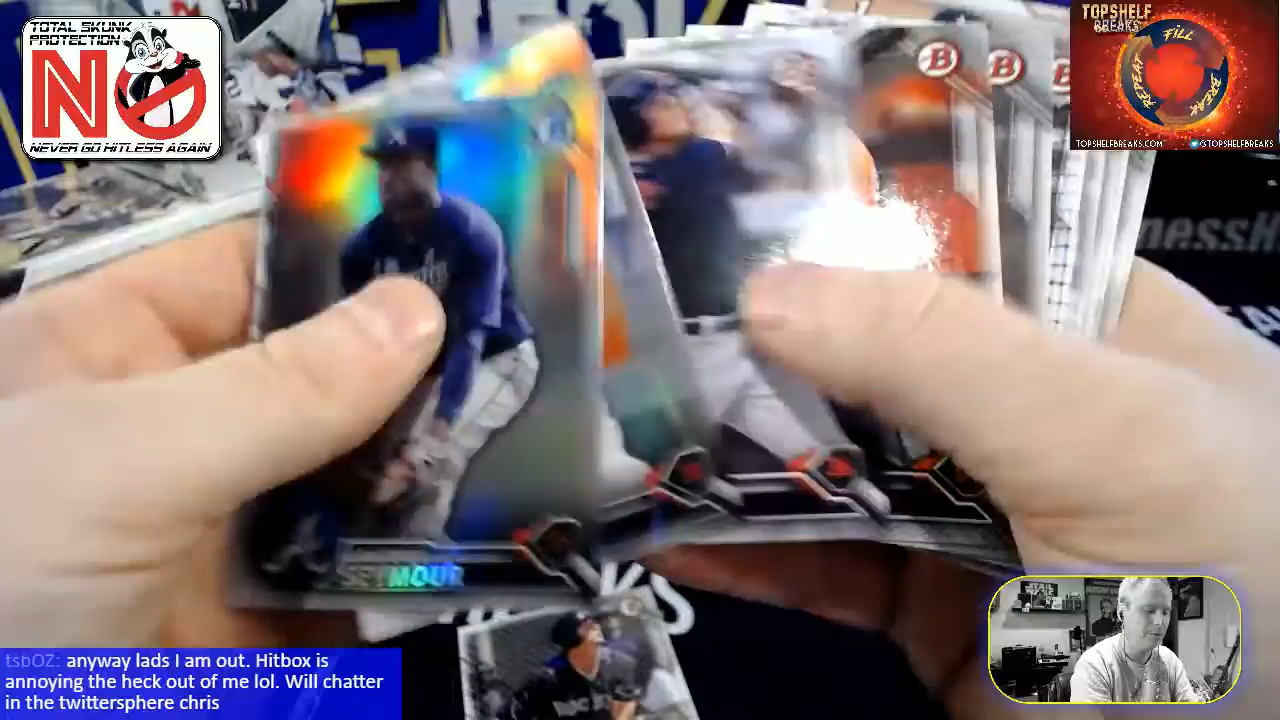 TOTAL SKUNK
PROTECTION
NO
NEVER GO HITLESS AGAIN
TOPSHELF
BREAKS
FILL
BREAK
REPEAT
TOPSHELFBREAKS.COM
@TOPSHELFBREAKS
B
B
SEYMOUR
tsbOZ: anyway lads I am out. Hitbox is
annoying the heck out of me lol. Will chatter
in the twittersphere chris